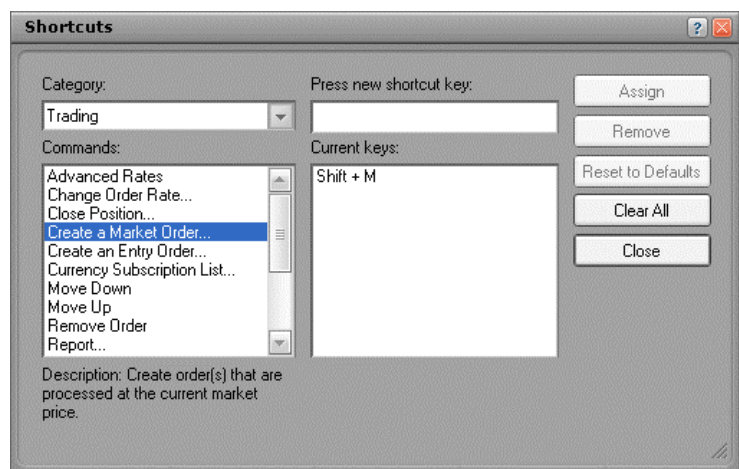 Shortcuts
Category:
Trading
Commands:
Advanced Rates
Change Order Rate...
Close Position...
Create a Market Order...
Create an Entry Order...
Currency Subscription List...
Move Down
Move Up
Remove Order
Report...
Description: Create order(s) that are
processed at the current market
price.
Press new shortcut key:
Current keys:
Shift + M
Assign
Remove
Reset to Defaults
Clear All
Close